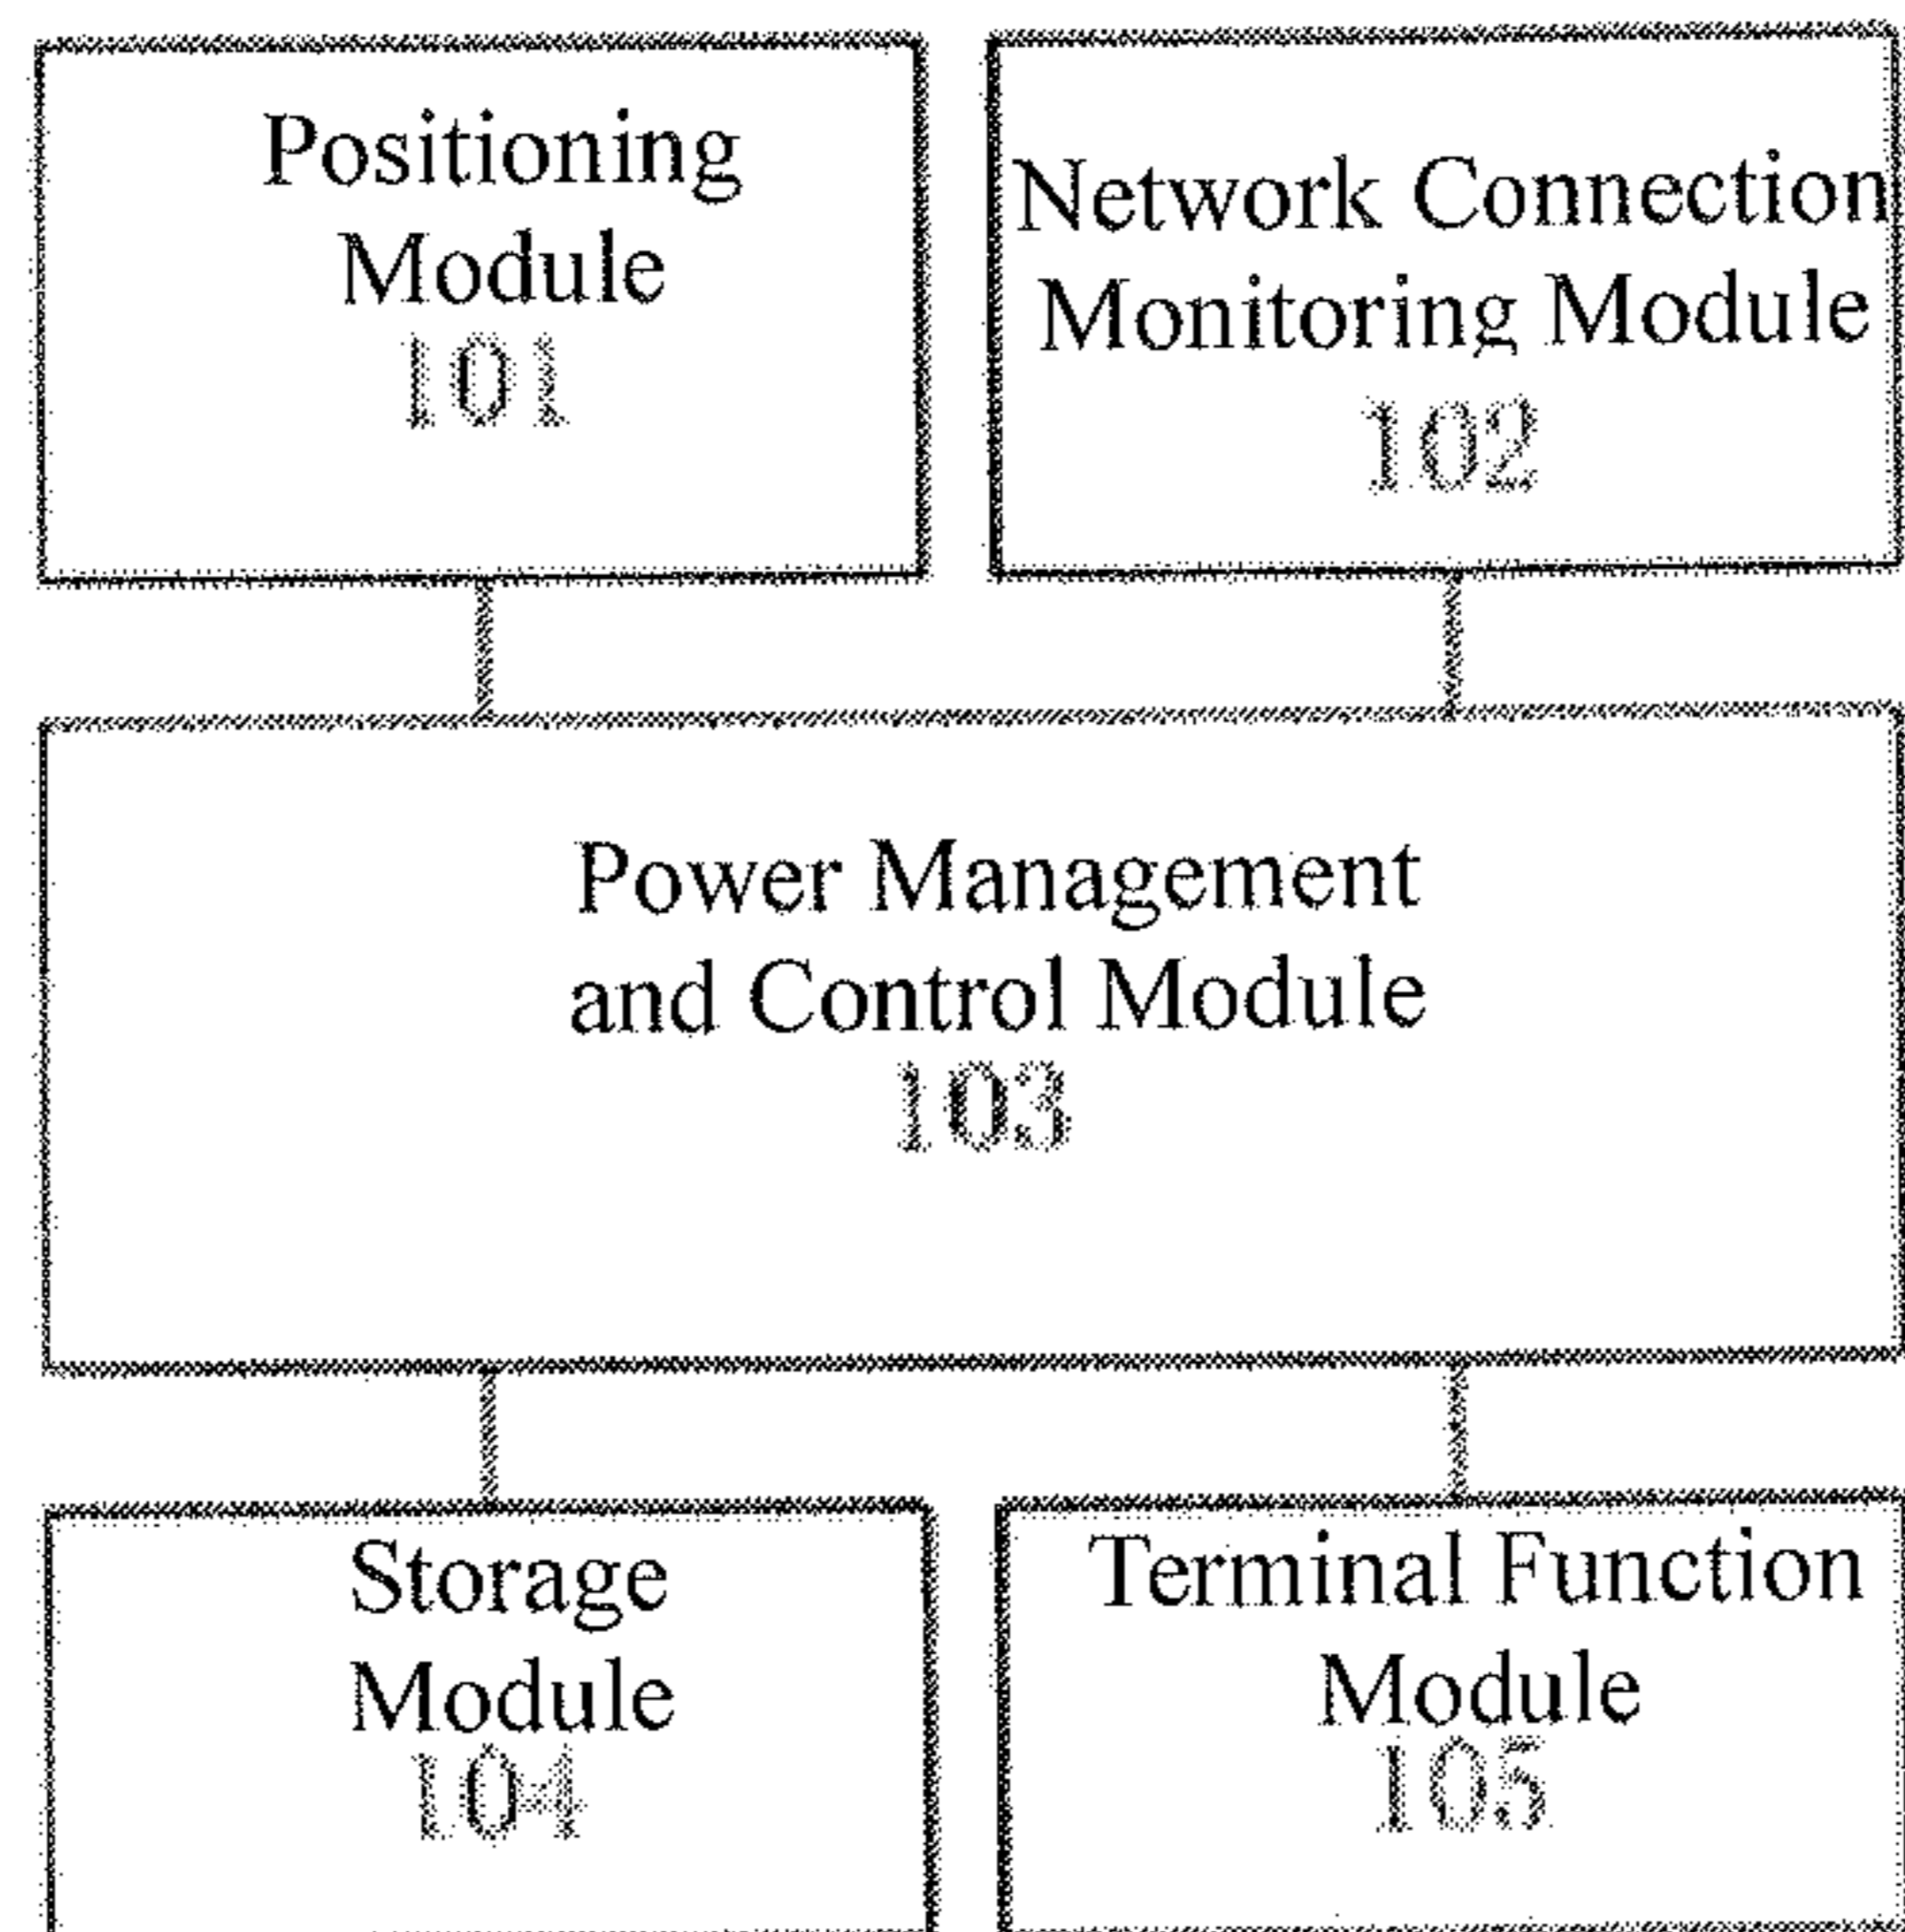 Positioning
Module
101
Network Connection
Monitoring Module
102
Power Management
and Control Module
103
Storage
Module
104
Terminal Function
Module
105